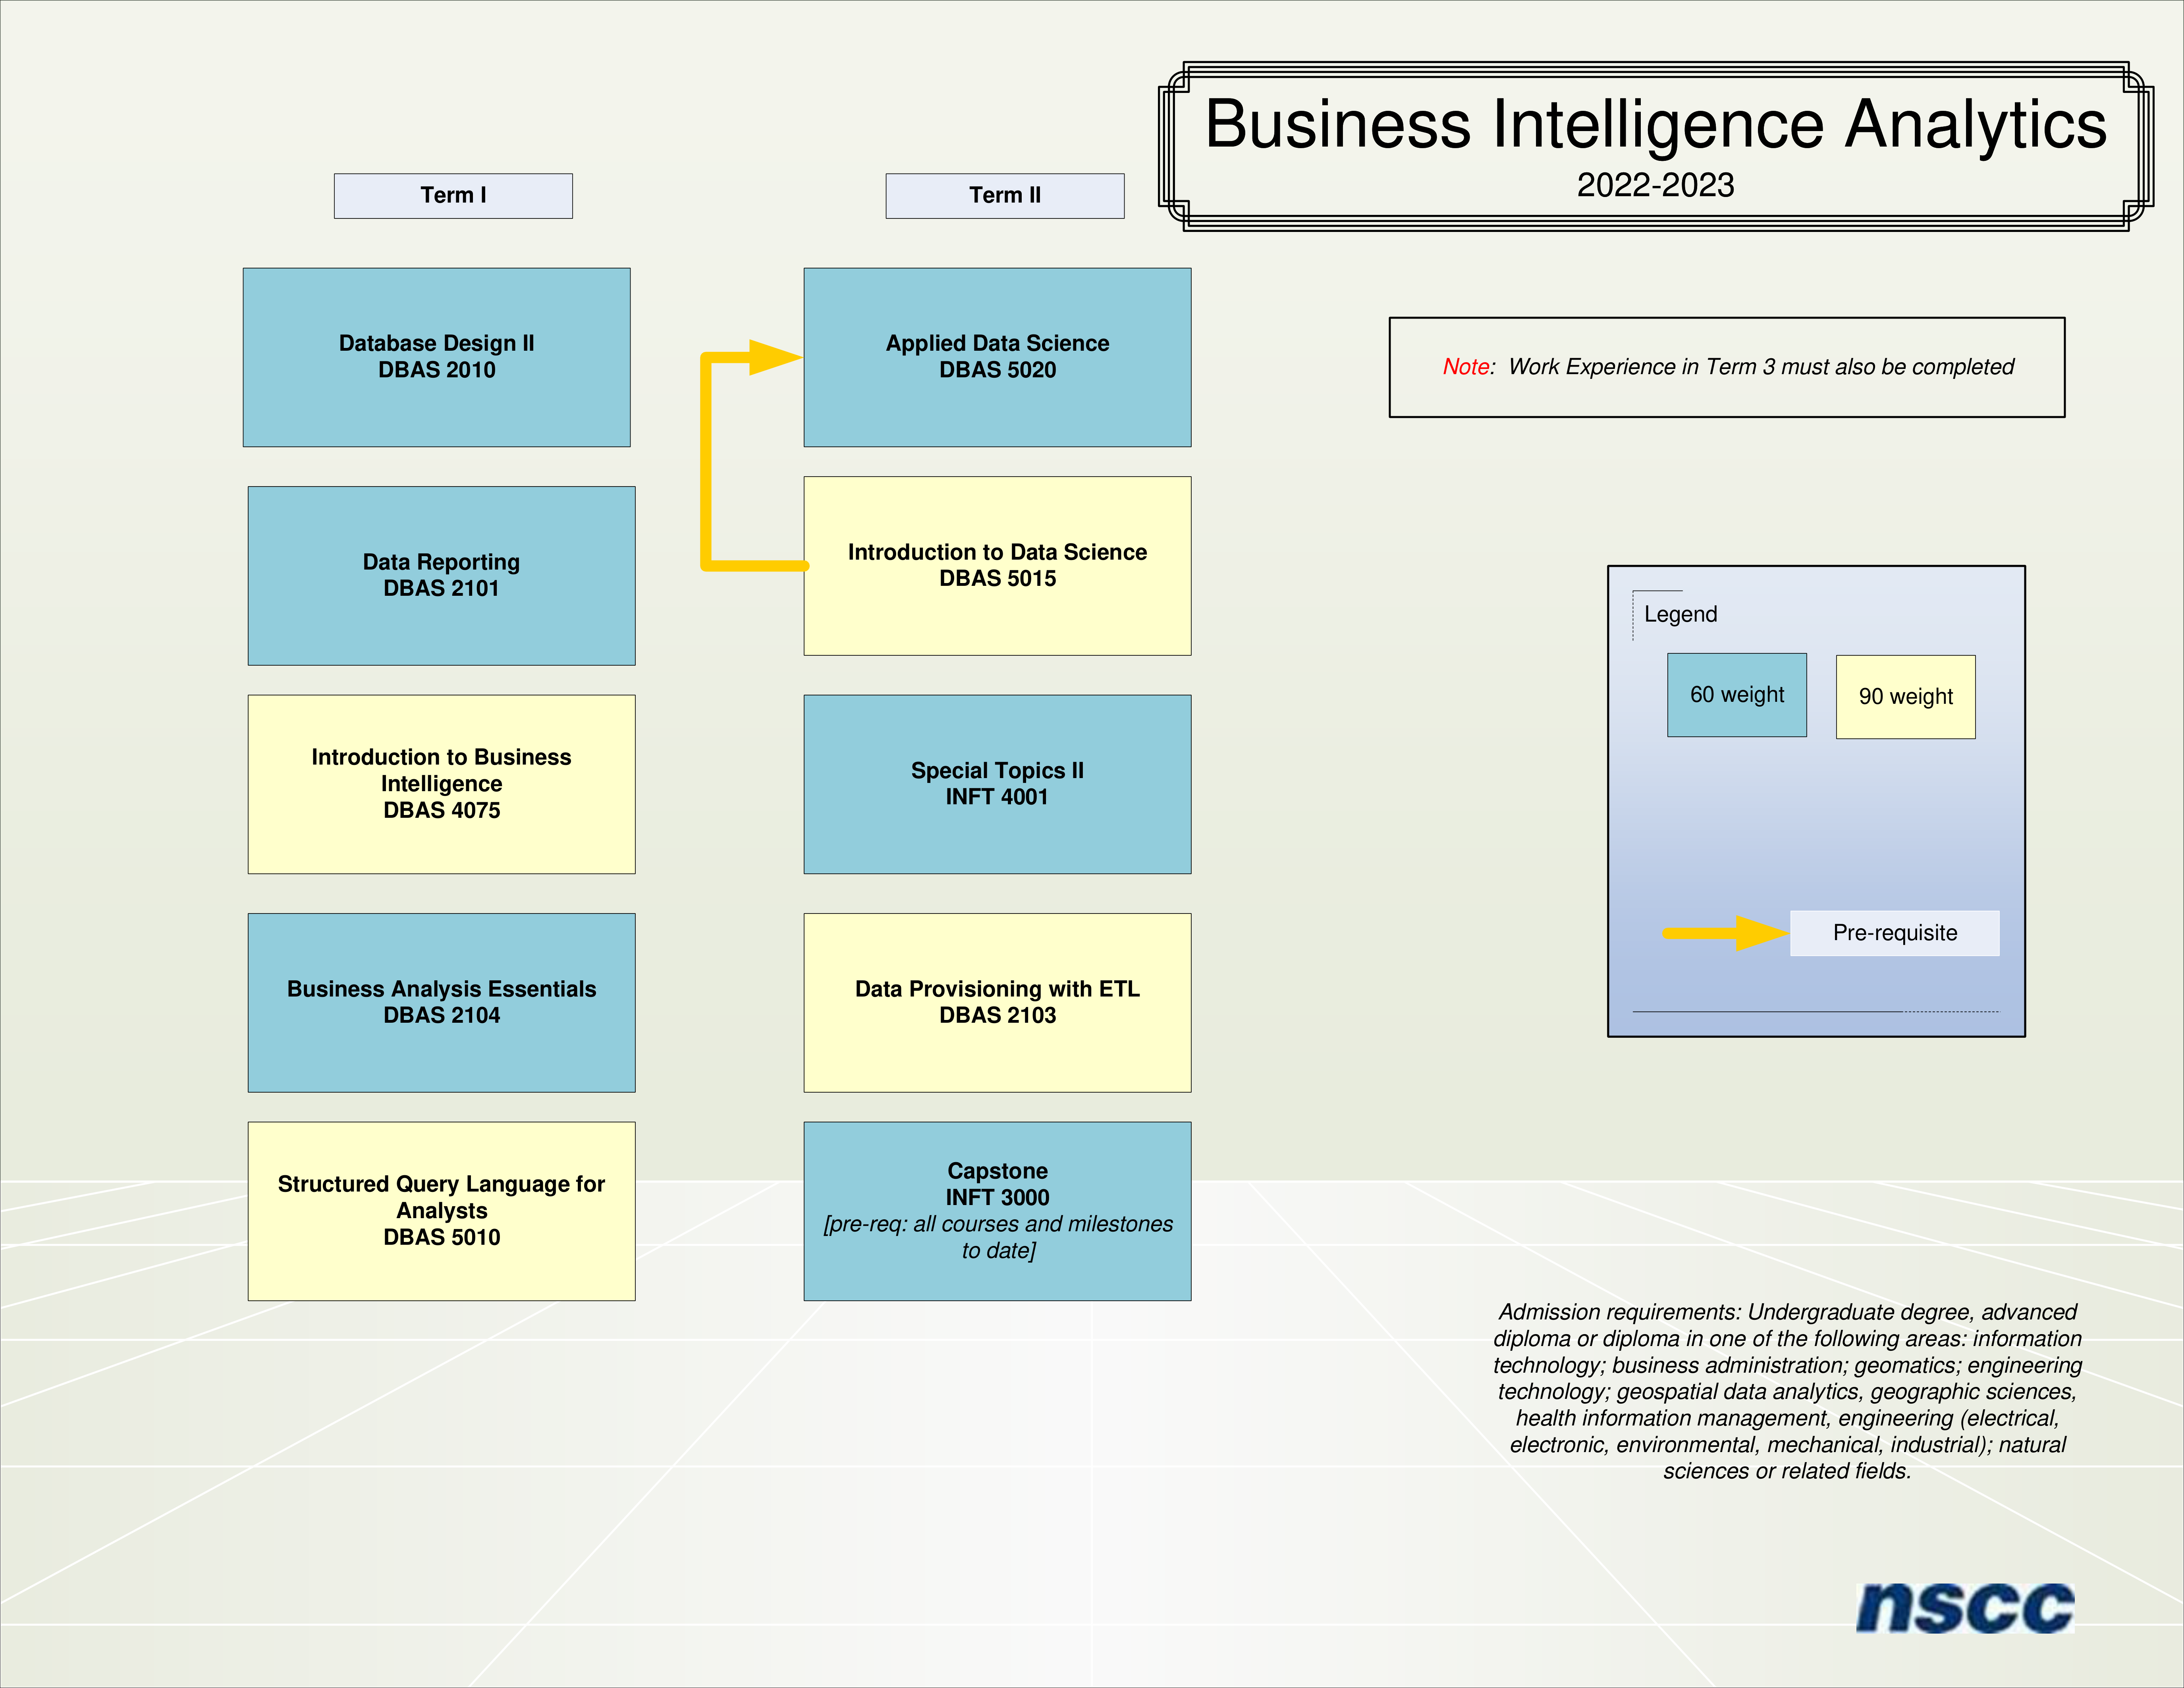 Business Intelligence Analytics
2022-2023
Term I
Term II
Database Design II
DBAS 2010
Applied Data Science
DBAS 5020
Note:  Work Experience in Term 3 must also be completed
Data Reporting
DBAS 2101
Introduction to Data Science
DBAS 5015
Legend
60 weight
90 weight
Pre-requisite
Introduction to Business
Intelligence
DBAS 4075
Special Topics II
INFT 4001
Business Analysis Essentials
DBAS 2104
Data Provisioning with ETL
DBAS 2103
Structured Query Language for
Analysts
DBAS 5010
Capstone
INFT 3000
[pre-req: all courses and milestones
to date]
Admission requirements: Undergraduate degree, advanced
diploma or diploma in one of the following areas: information
technology; business administration; geomatics; engineering
technology; geospatial data analytics, geographic sciences,
health information management, engineering (electrical,
electronic, environmental, mechanical, industrial); natural
sciences or related fields.
nscc